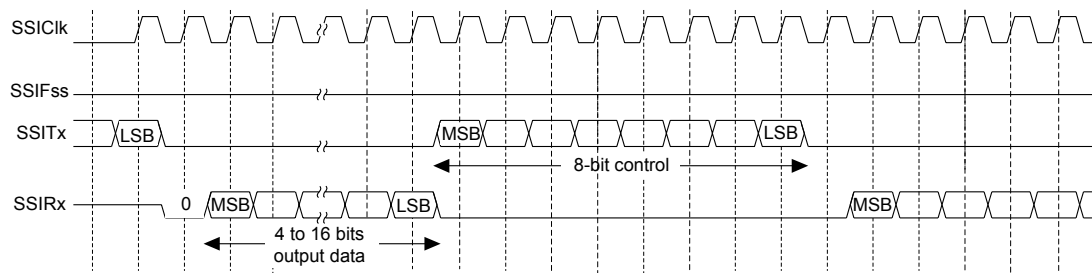 SSIClk
SSIFss
SSITx
LSB
MSB
LSB
8-bit control
SSIRx
0
MSB
LSB
MSB
4 to 16 bits
output data